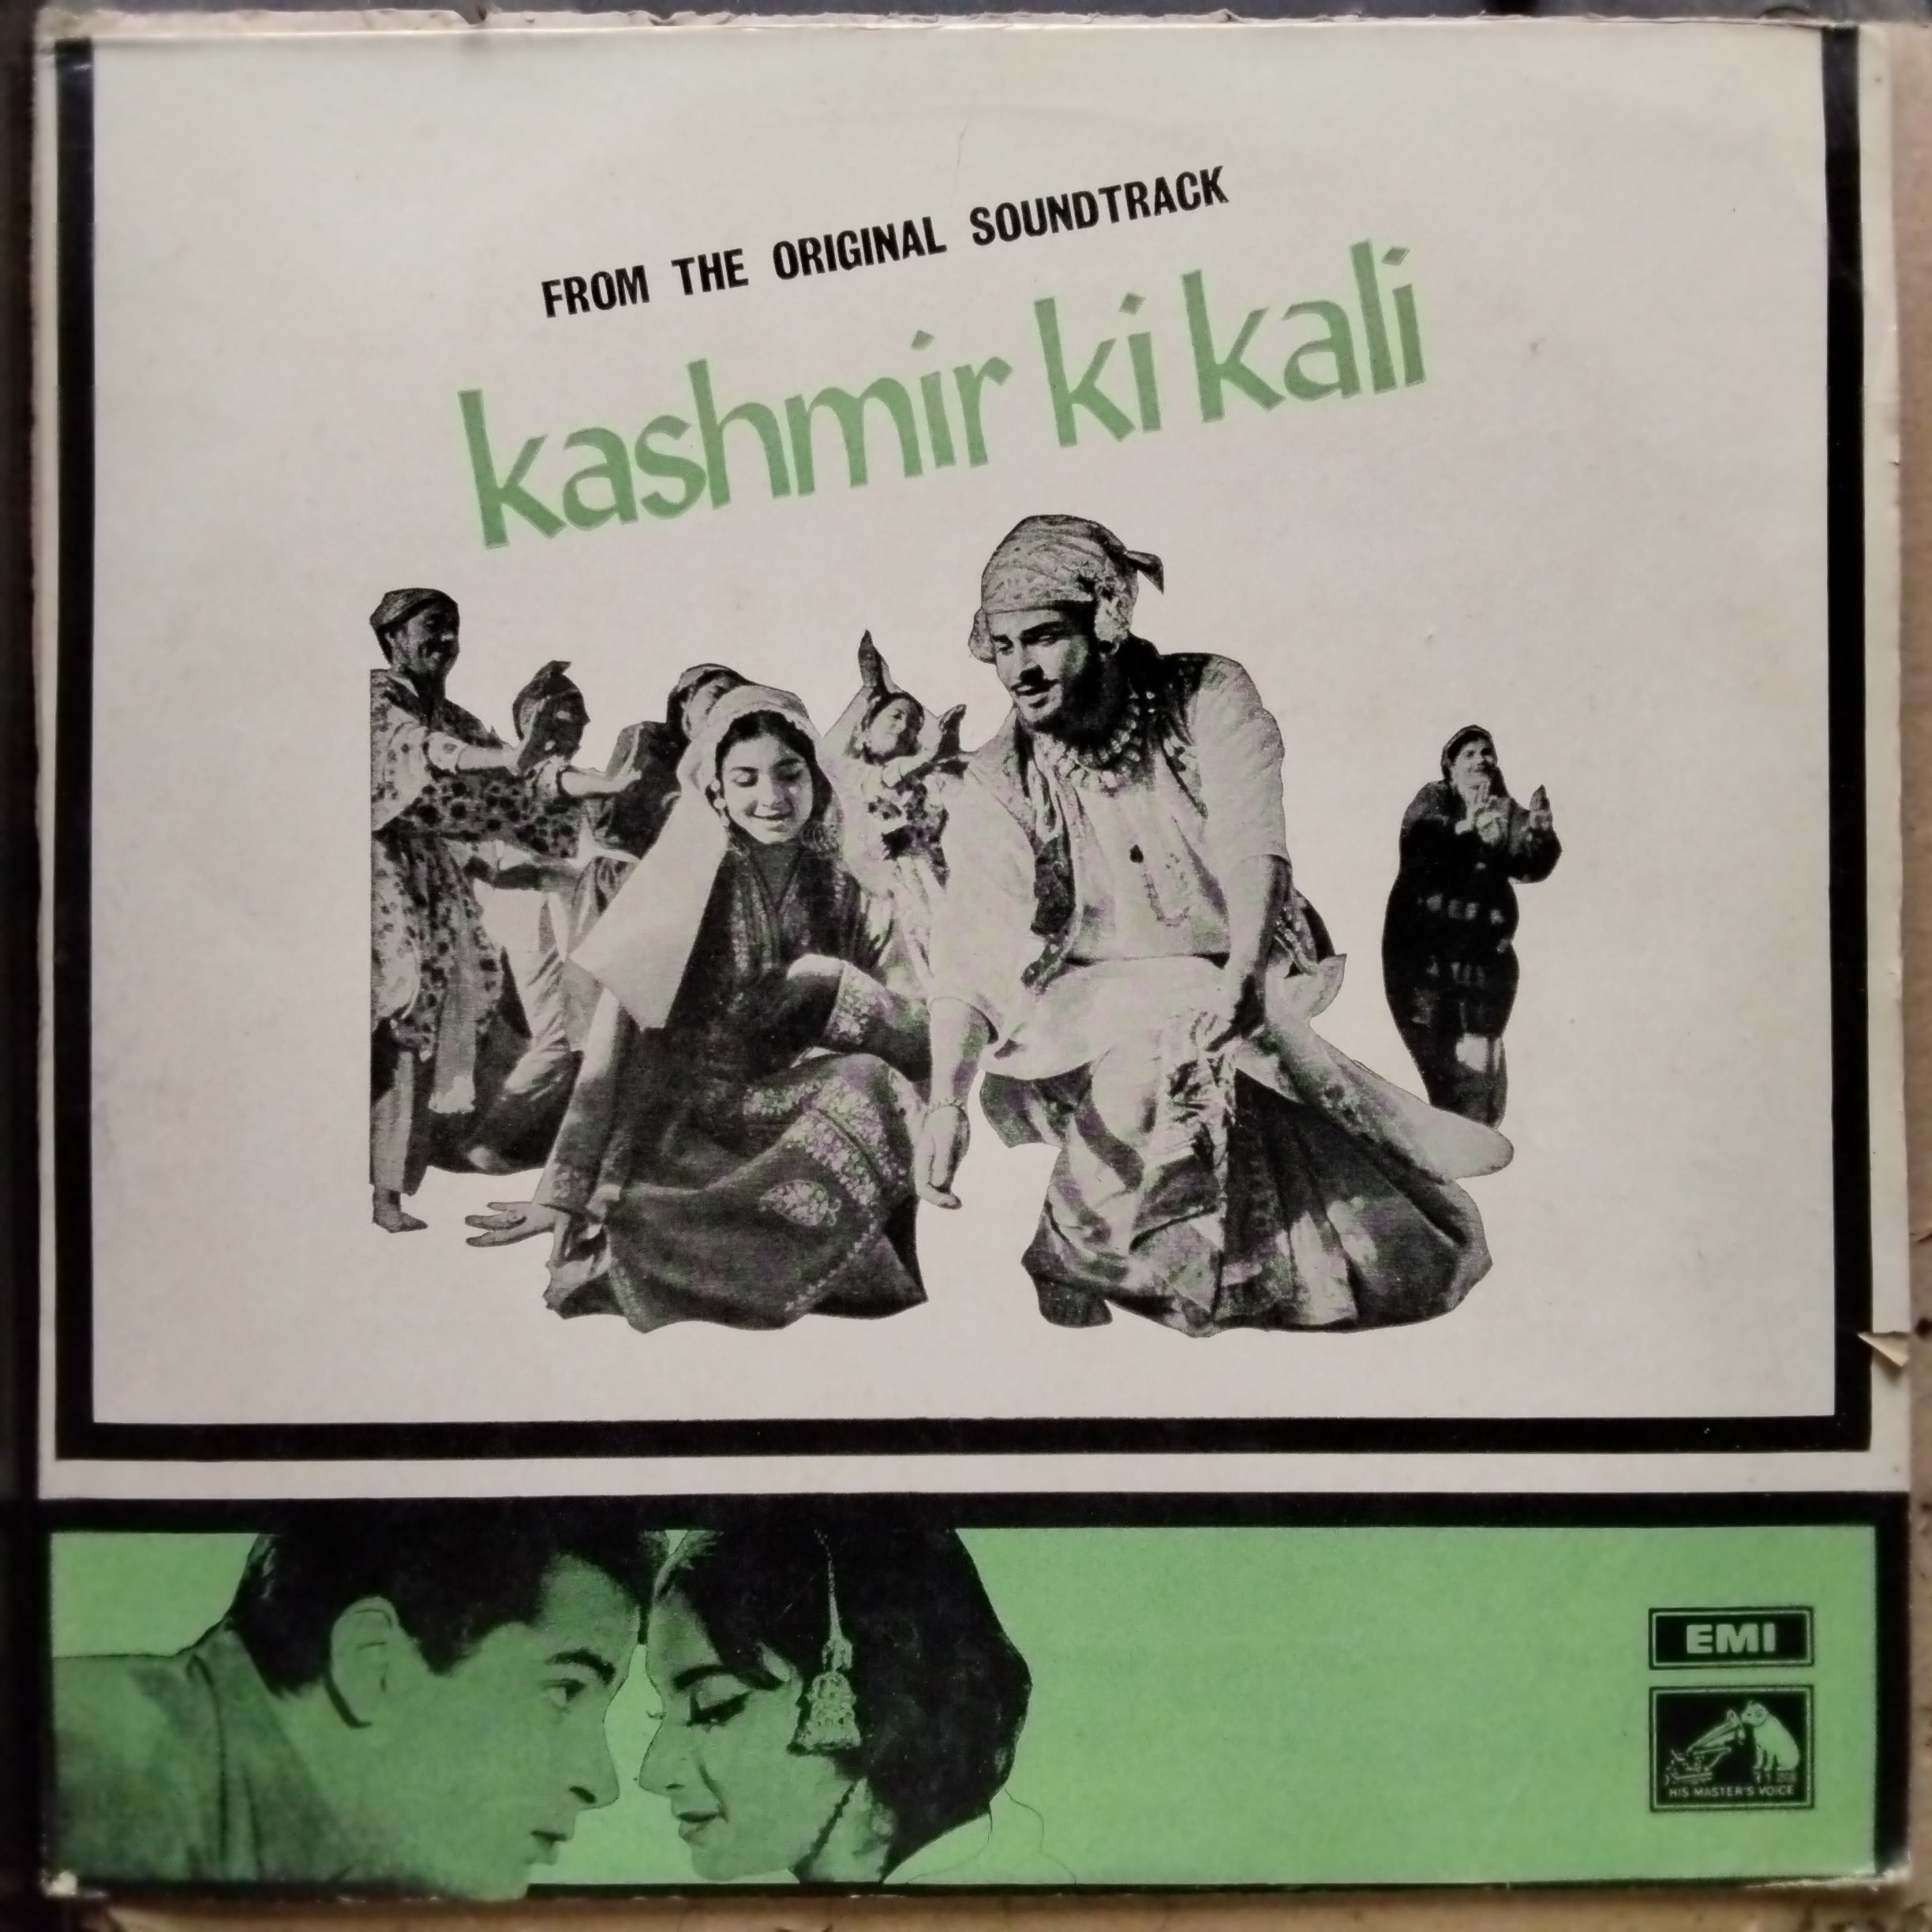 FROM THE ORIGINAL SOUNDTRACK
kashmir ki kali
EMI
HIS MASTER'S VOICE